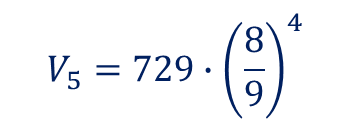 V₅ = 729 · (8/9)⁴